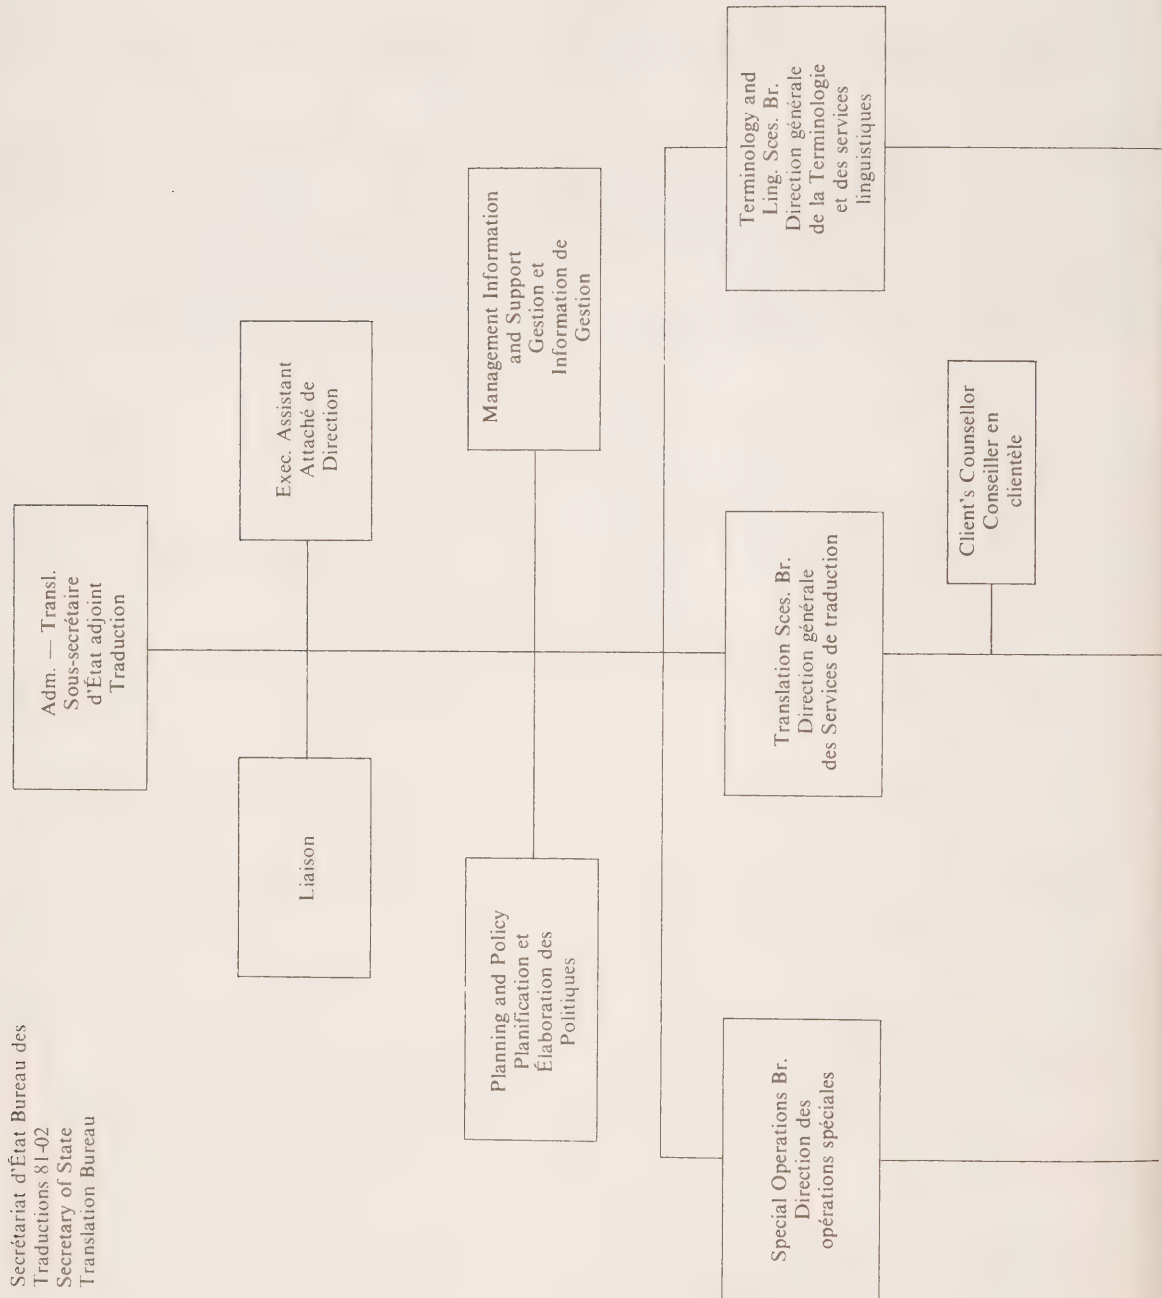 Secrétariat d'État Bureau des
Traductions 81-02
Secretary of State
Translation Bureau
Adm. — Transl.
Sous-secrétaire
d'État adjoint
Traduction
Liaison
Exec. Assistant
Attaché de
Direction
Planning and Policy
Planification et
Élaboration des
Politiques
Management Information
and Support
Gestion et
Information de
Gestion
Special Operations Br.
Direction des
opérations spéciales
Translation Sces. Br.
Direction générale
des Services de traduction
Terminology and
Ling. Sces. Br.
Direction générale
de la Terminologie
et des services
linguistiques
Client's Counsellor
Conseiller en
clientèle